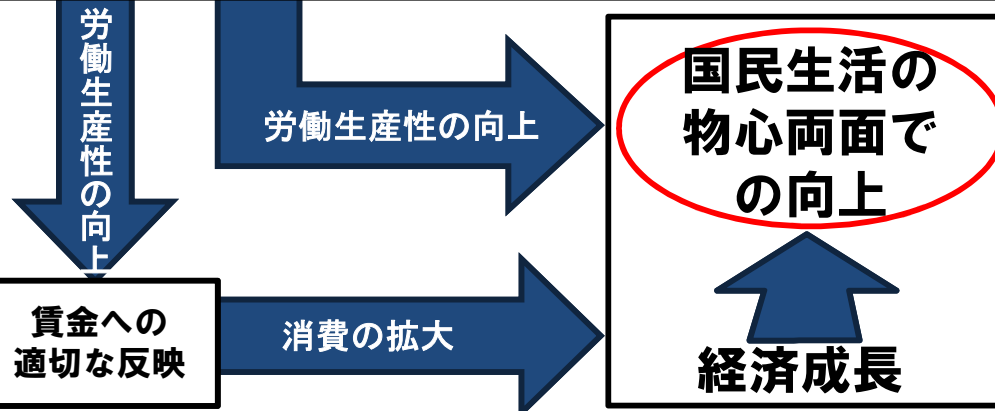 労働生産性の向上
労働生産性の向上
国民生活の
物心両面で
の向上
賃金への
適切な反映
消費の拡大
経済成長